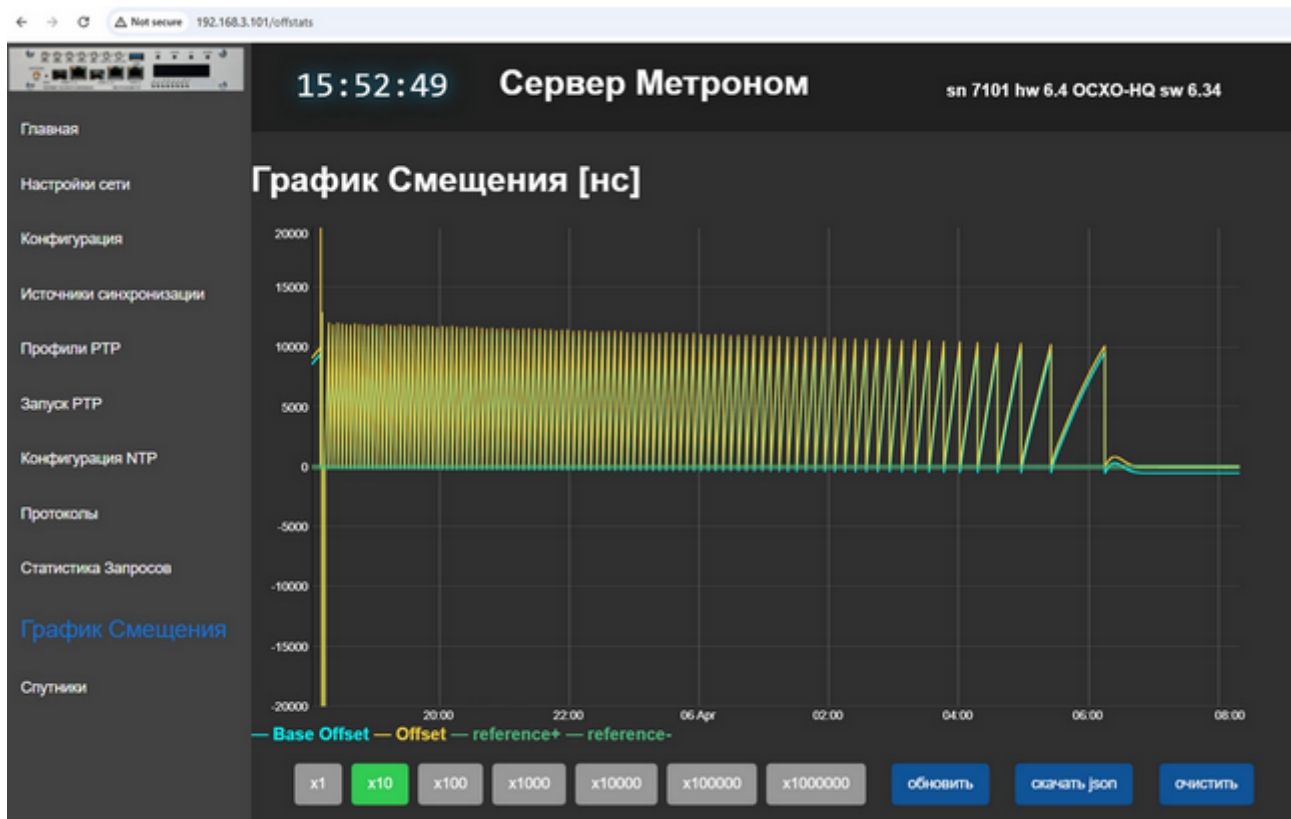 Not secure 192.168.3.101/offstats
15:52:49 Сервер Метроном sn 7101 hw 6.4 OCXO-HQ sw 6.34
Главная
Настройки сети
Конфигурация
Источники синхронизации
Профили PTP
Запуск PTP
Конфигурация NTP
Протоколы
Статистика Запросов
График Смещения
Спутники
График Смещения [нс]
20000
15000
10000
5000
0
-5000
-10000
-15000
-20000
20:00 22:00 06 Apr 02:00 04:00 06:00 08:00
— Base Offset — Offset — reference+ — reference-
x1 x10 x100 x1000 x10000 x100000 x1000000 обновить скачать json очистить